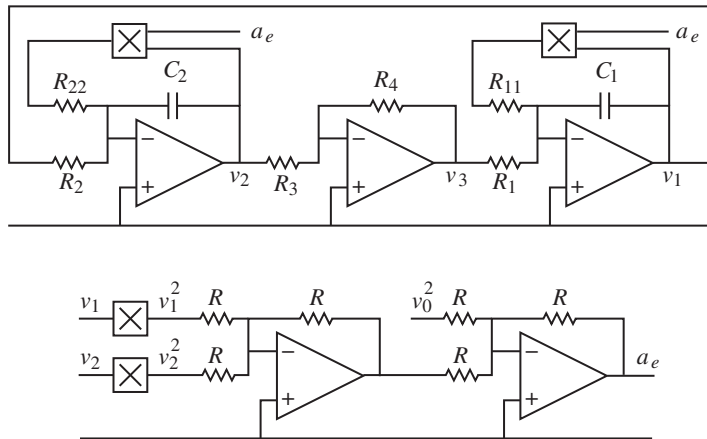 a_e a_e
R_22 C_2 R_4 R_11 C_1
− − −
R_2 v_2 R_3 v_3 R_1 v_1
+ + +
v_1 v_1^2 R R v_0^2 R R
v_2 v_2^2 R − R − a_e
+ +